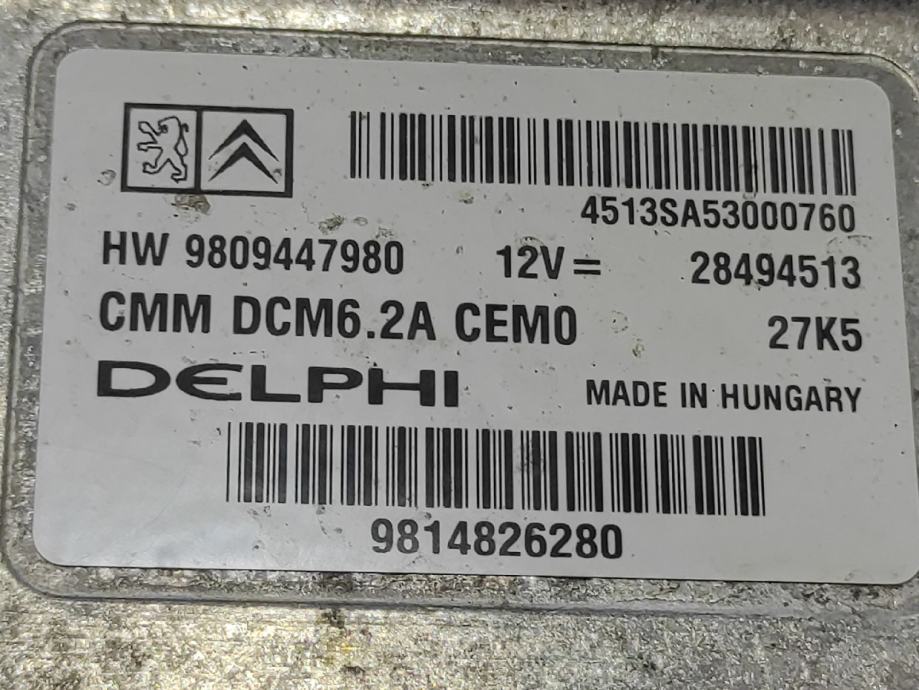 4513SA53000760
HW 9809447980 12V= 28494513
CMM DCM6.2A CEM0 27K5
DELPHI MADE IN HUNGARY
9814826280